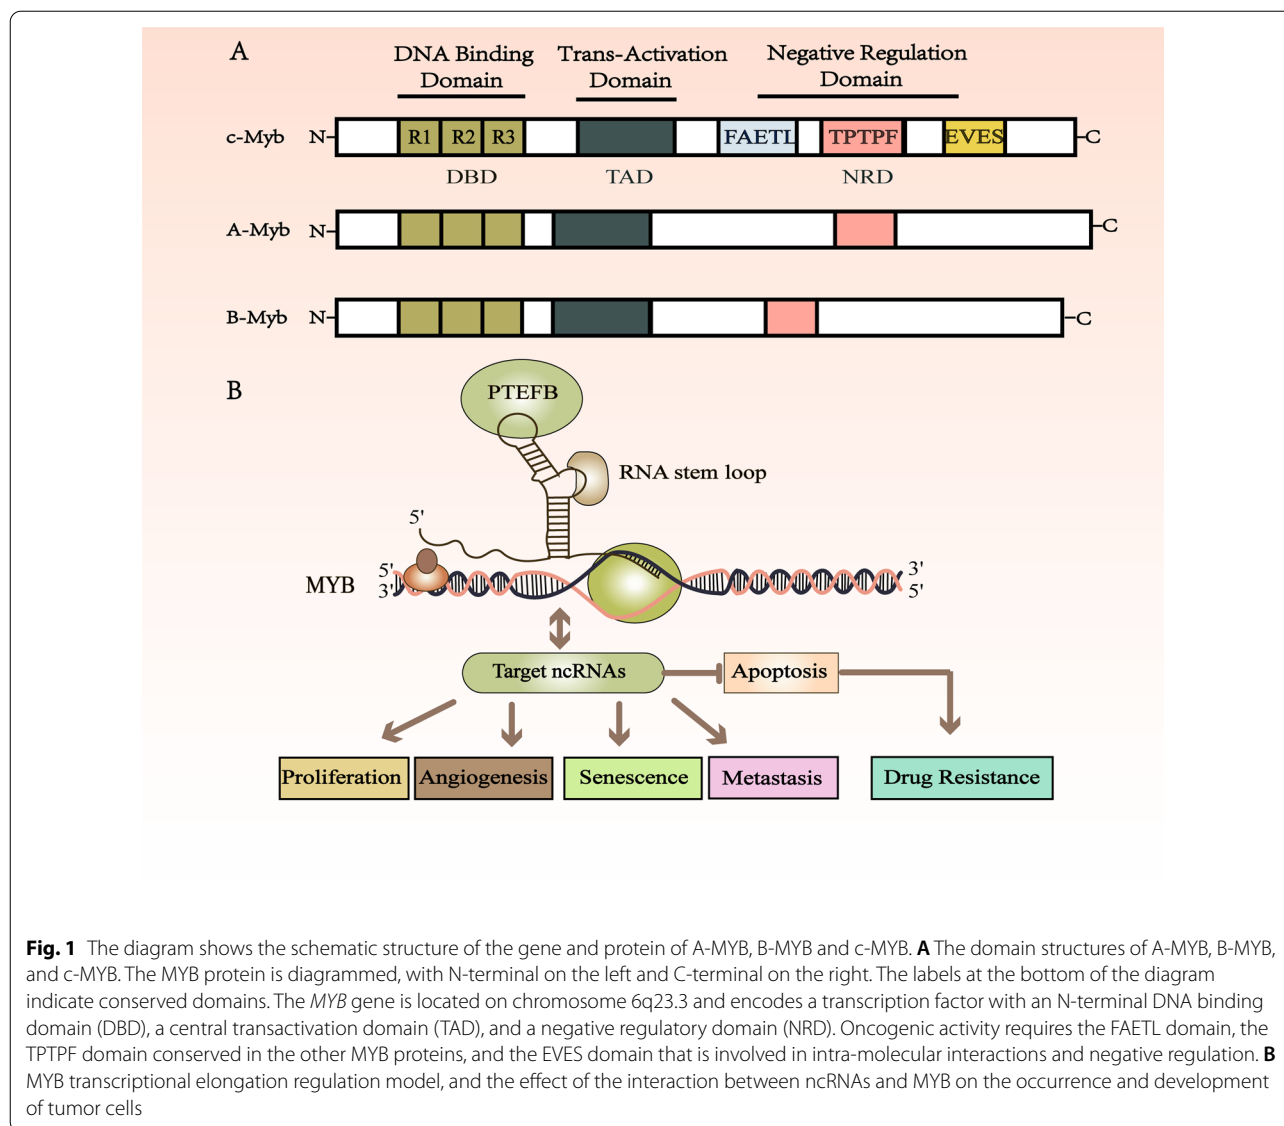 A
DNA Binding
Domain
Trans-Activation
Domain
Negative Regulation
Domain
c-Myb N R1 R2 R3 FAETL TPTPF EVES C
DBD TAD NRD
A-Myb N C
B-Myb N C
B
PTEFB
RNA stem loop
5'
MYB
5'
3'
3'
5'
Target ncRNAs
Apoptosis
Proliferation Angiogenesis Senescence Metastasis Drug Resistance
Fig. 1 The diagram shows the schematic structure of the gene and protein of A-MYB, B-MYB and c-MYB. A The domain structures of A-MYB, B-MYB,
and c-MYB. The MYB protein is diagrammed, with N-terminal on the left and C-terminal on the right. The labels at the bottom of the diagram
indicate conserved domains. The MYB gene is located on chromosome 6q23.3 and encodes a transcription factor with an N-terminal DNA binding
domain (DBD), a central transactivation domain (TAD), and a negative regulatory domain (NRD). Oncogenic activity requires the FAETL domain, the
TPTPF domain conserved in the other MYB proteins, and the EVES domain that is involved in intra-molecular interactions and negative regulation. B
MYB transcriptional elongation regulation model, and the effect of the interaction between ncRNAs and MYB on the occurrence and development
of tumor cells